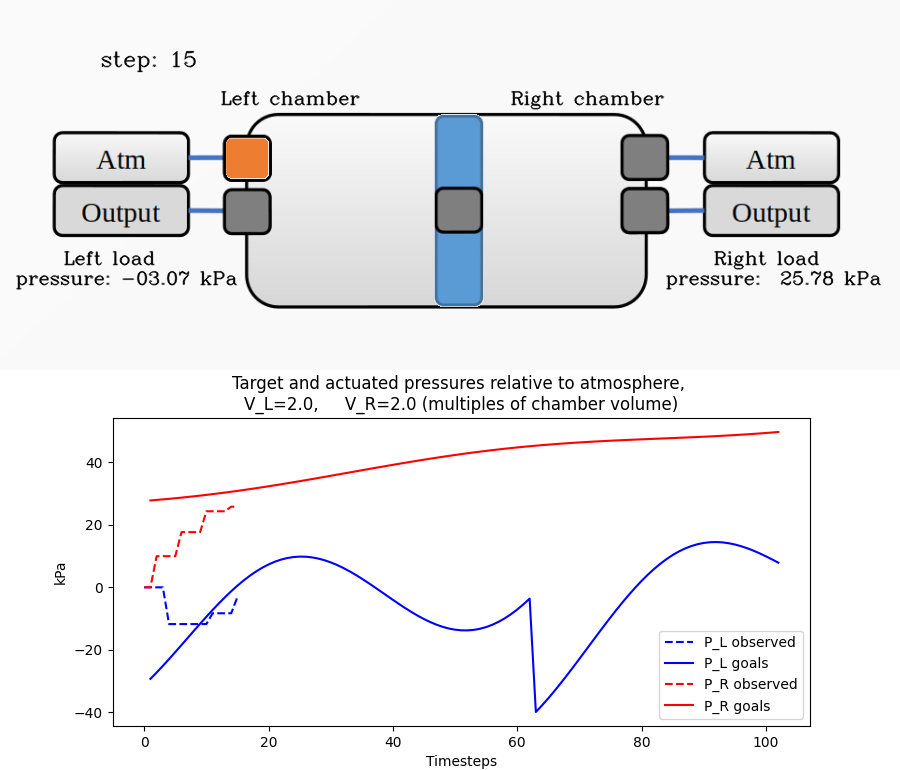 step: 15
Left chamber
Right chamber
Atm
Atm
Output
Output
Left load
pressure: -03.07 kPa
Right load
pressure: 25.78 kPa
Target and actuated pressures relative to atmosphere,
V_L=2.0, V_R=2.0 (multiples of chamber volume)
kPa
40
20
0
−20
−40
0
20
40
60
80
100
Timesteps
P_L observed
P_L goals
P_R observed
P_R goals